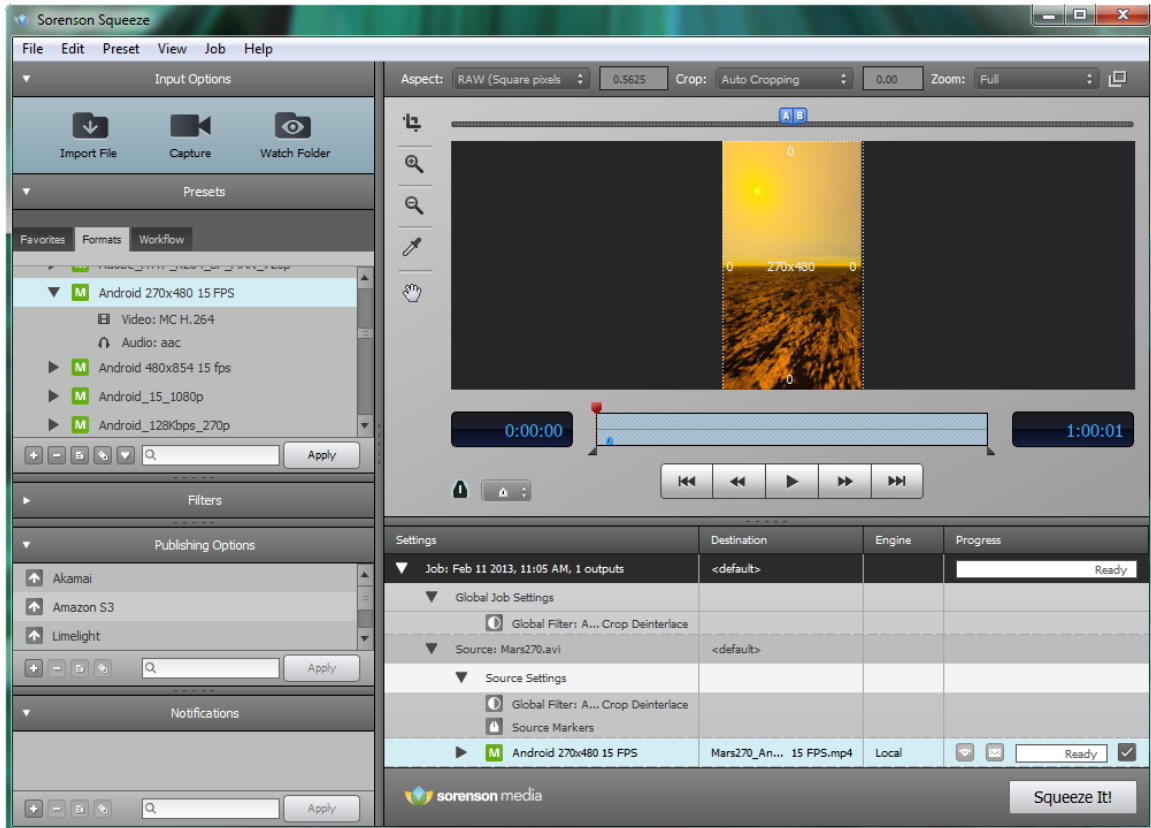 Sorenson Squeeze
File Edit Preset View Job Help
Input Options
Import File Capture Watch Folder
Presets
Favorites Formats Workflow
Android 270x480 15 FPS
Video: MC H.264
Audio: aac
Android 480x854 15 fps
Android_15_1080p
Android_128Kbps_270p
Apply
Filters
Publishing Options
Akamai
Amazon S3
Limelight
Apply
Notifications
Apply
Aspect: RAW (Square pixels 0.5625 Crop: Auto Cropping 0.00 Zoom: Full
A B
0
0 270x480 0
0
0:00:00 1:00:01
Settings Destination Engine Progress
Job: Feb 11 2013, 11:05 AM, 1 outputs <default> Ready
Global Job Settings
Global Filter: A... Crop Deinterlace
Source: Mars270.avi <default>
Source Settings
Global Filter: A... Crop Deinterlace
Source Markers
M Android 270x480 15 FPS Mars270_An... 15 FPS.mp4 Local Ready
sorenson media
Squeeze It!